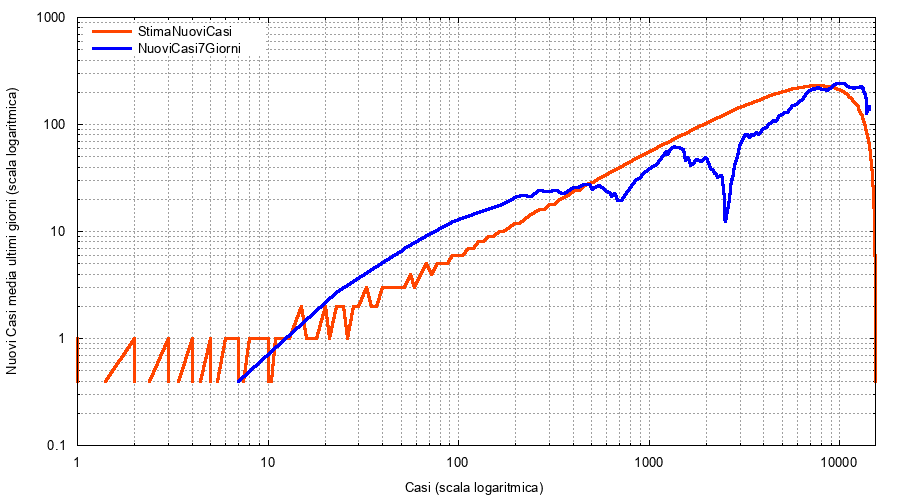 1000
100
10
1
0.1
StimaNuoviCasi
NuoviCasi7Giorni
Nuovi Casi media ultimi giorni (scala logaritmica)
1
10
100
1000
10000
Casi (scala logaritmica)